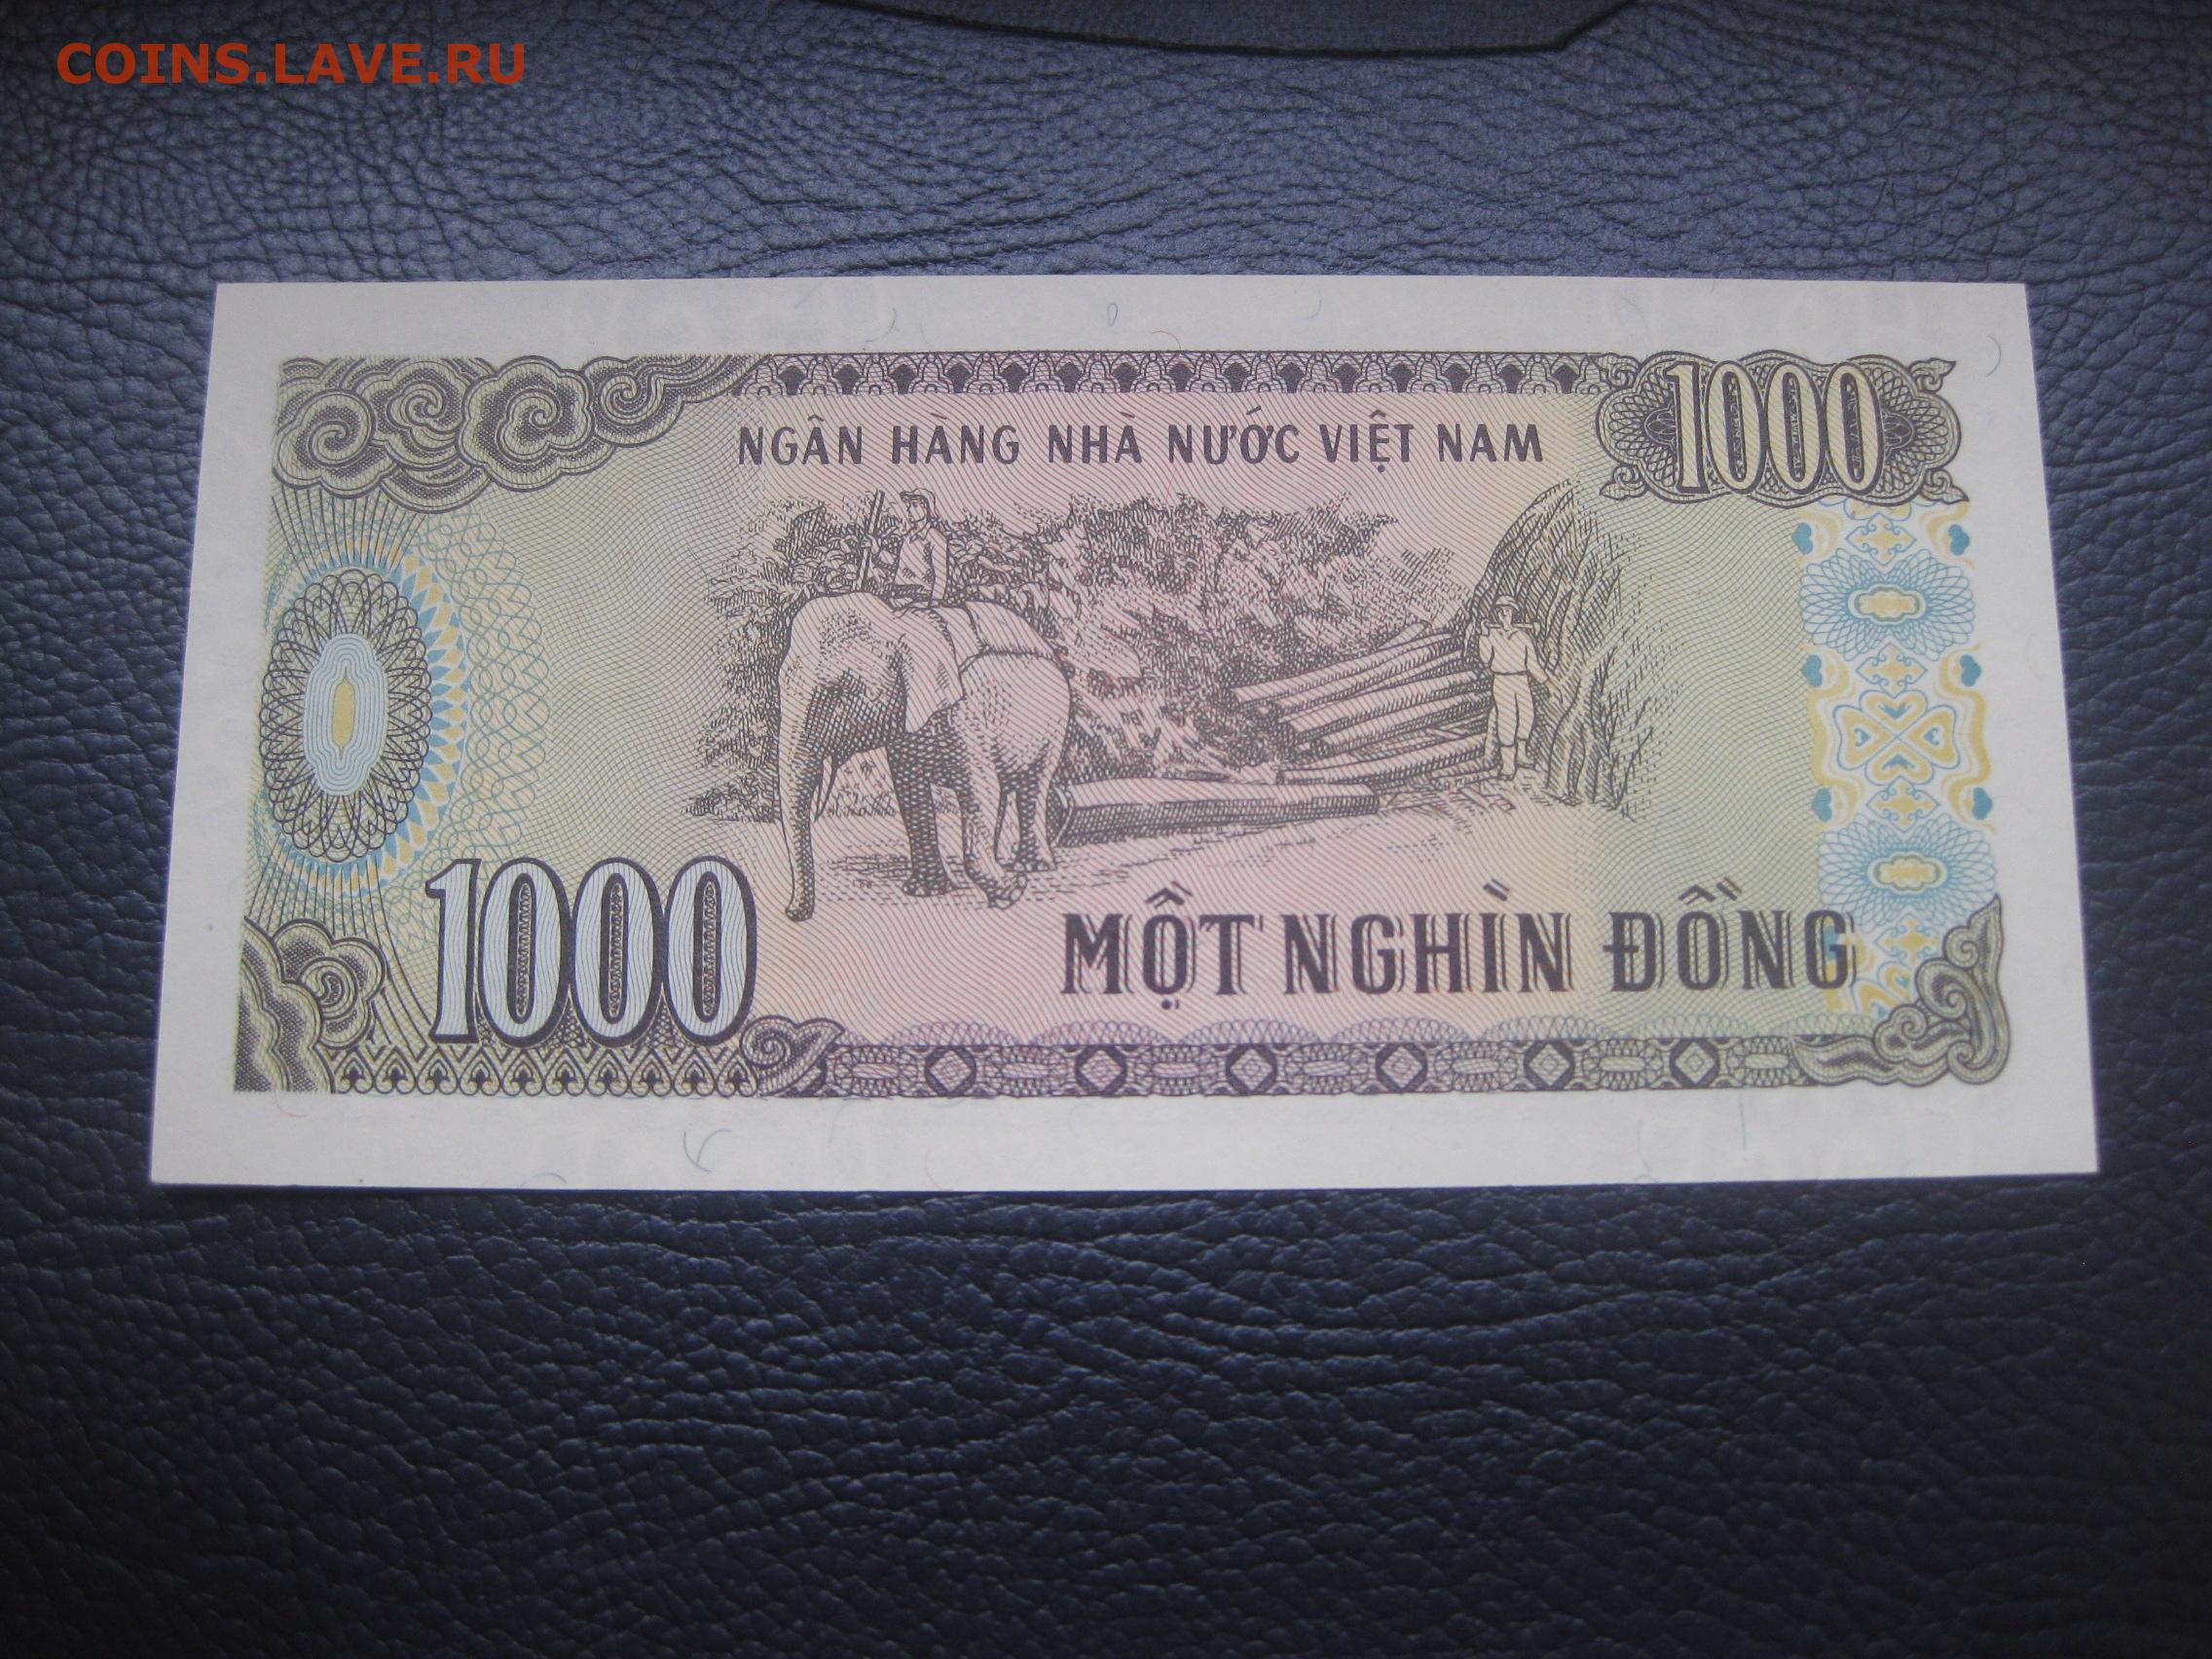 COINS.LAVE.RU
1000
NGÂN HÀNG NHÀ NƯỚC VIỆT NAM
1000
MỘT NGHÌN ĐỒNG